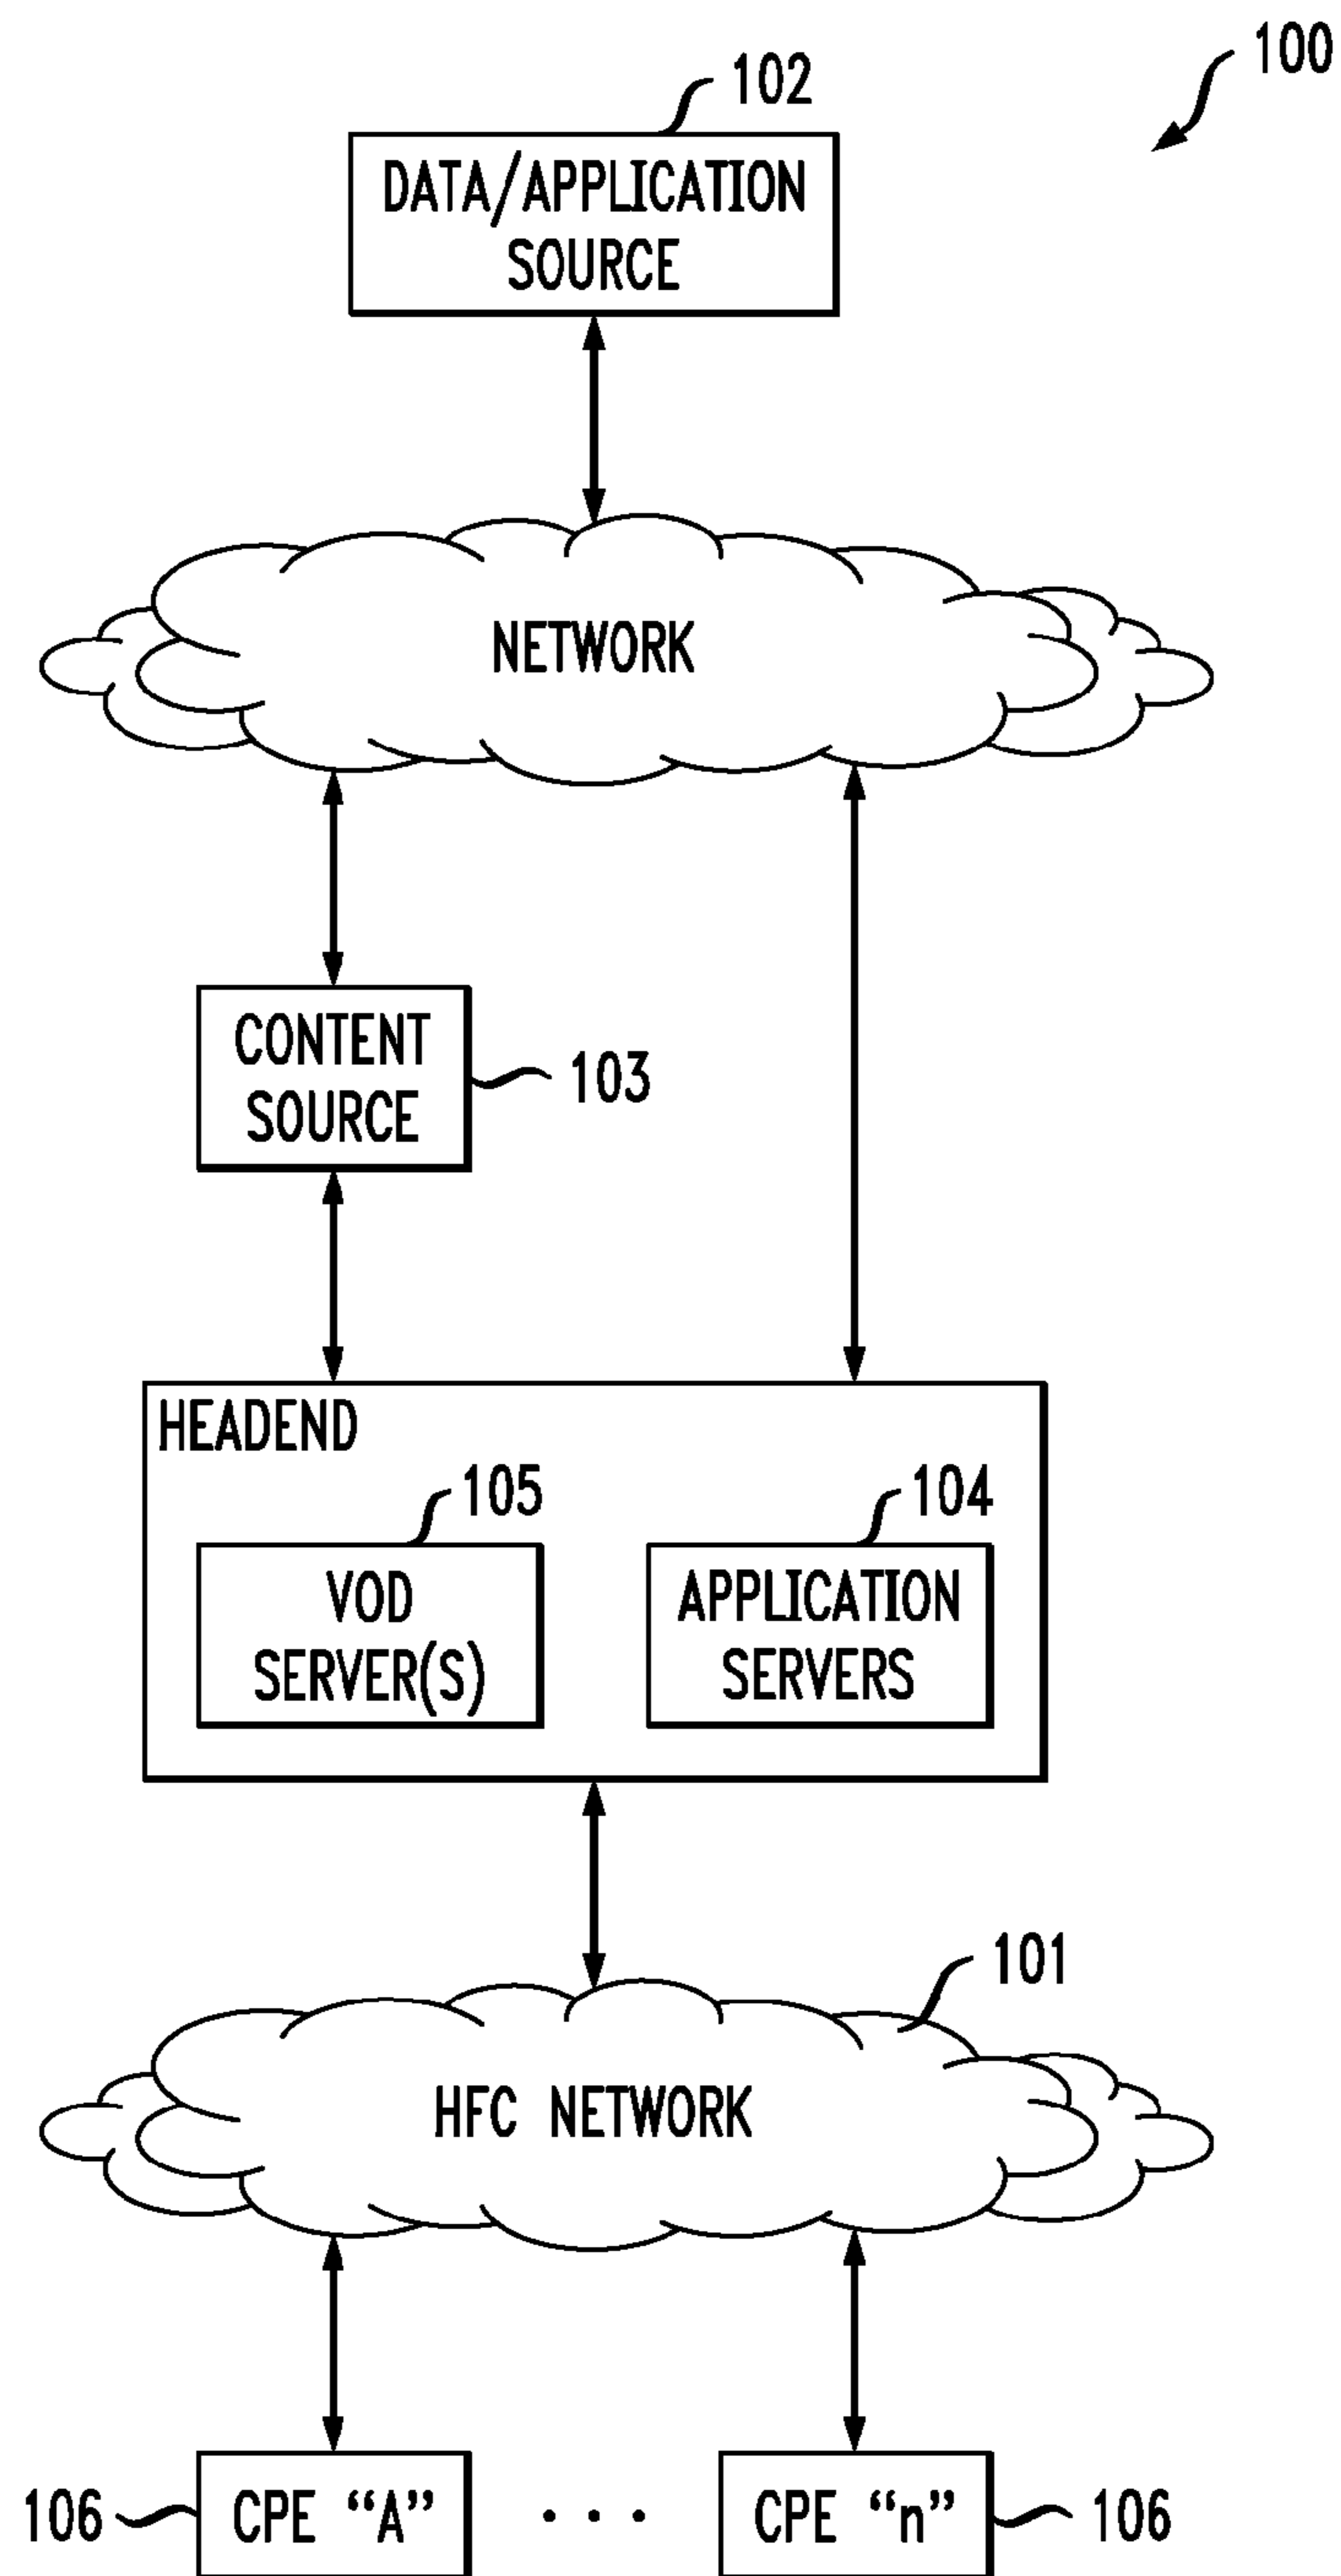 100
102
DATA/APPLICATION
SOURCE
NETWORK
CONTENT
SOURCE
103
HEADEND
105
104
VOD
SERVER(S)
APPLICATION
SERVERS
101
HFC NETWORK
106
CPE “A”
. . .
CPE “n”
106